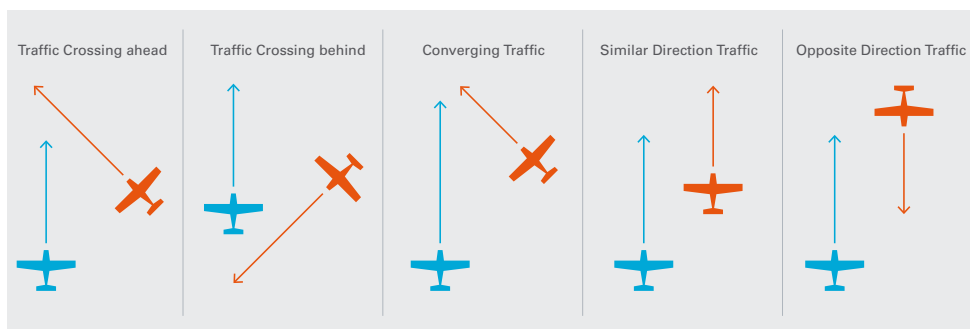 Traffic Crossing ahead
Traffic Crossing behind
Converging Traffic
Similar Direction Traffic
Opposite Direction Traffic